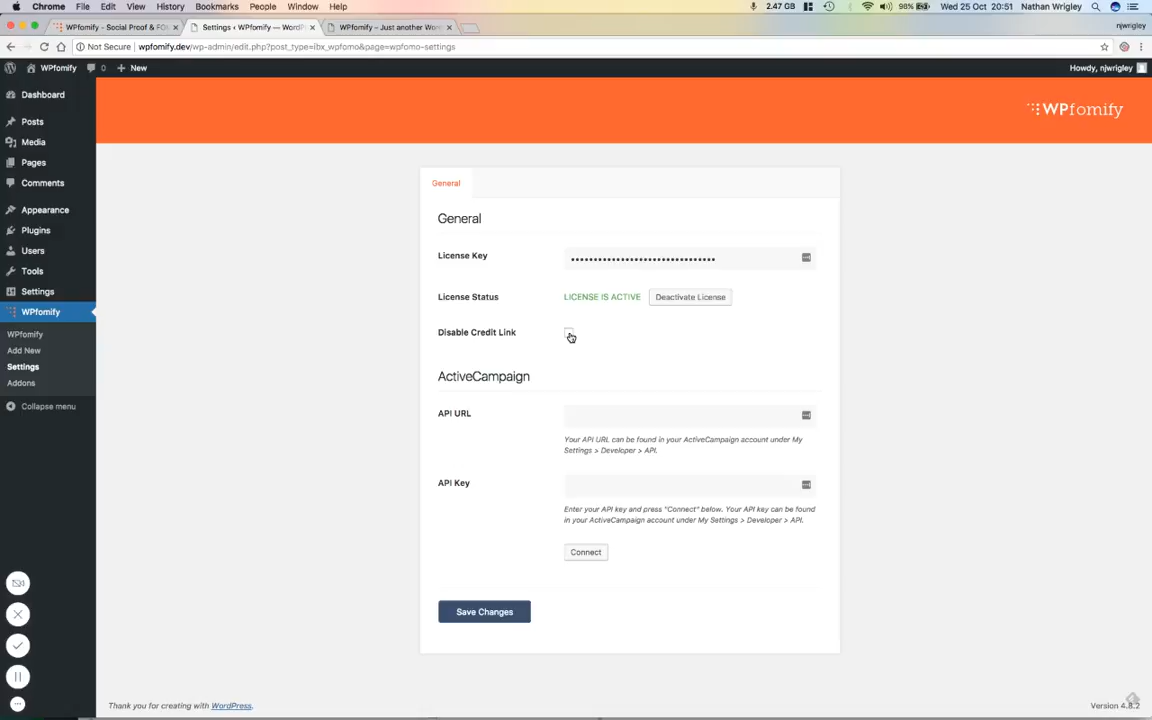 Chrome File Edit View History Bookmarks People Window Help 2.47 GB 98% Wed 25 Oct 20:51 Nathan Wrigley
WPfomify - Social Proof & FO Settings ‹ WPfomify — WordP WPfomify – Just another Wor njwrigley
Not Secure wpfomify.dev/wp-admin/edit.php?post_type=ibx_wpfomo&page=wpfomo-settings
WPfomify 0 New Howdy, njwrigley
Dashboard
Posts
Media
Pages
Comments
Appearance
Plugins
Users
Tools
Settings
WPfomify
WPfomify
Add New
Settings
Addons
Collapse menu
WPfomify
General
General
License Key ••••••••••••••••••••••••••••••••
License Status LICENSE IS ACTIVE Deactivate License
Disable Credit Link
ActiveCampaign
API URL
Your API URL can be found in your ActiveCampaign account under My
Settings > Developer > API.
API Key
Enter your API key and press "Connect" below. Your API key can be found
in your ActiveCampaign account under My Settings > Developer > API.
Connect
Save Changes
Thank you for creating with WordPress. Version 4.8.2